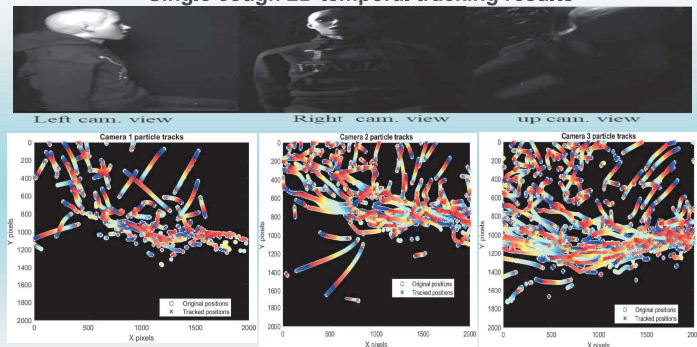 Single cough 2D temporal tracking results
Left cam. view
Right cam. view
up cam. view
Camera 1 particle tracks
Camera 2 particle tracks
Camera 3 particle tracks
0
200
400
600
800
1000
1200
1400
1600
1800
2000
Y pixels
0
500
1000
1500
2000
X pixels
Original positions
Tracked positions
0
200
400
600
800
1000
1200
1400
1600
1800
2000
Y pixels
0
500
1000
1500
2000
X pixels
Original positions
Tracked positions
0
200
400
600
800
1000
1200
1400
1600
1800
2000
Y pixels
0
500
1000
1500
200
X pixels
Original positions
Tracked positions